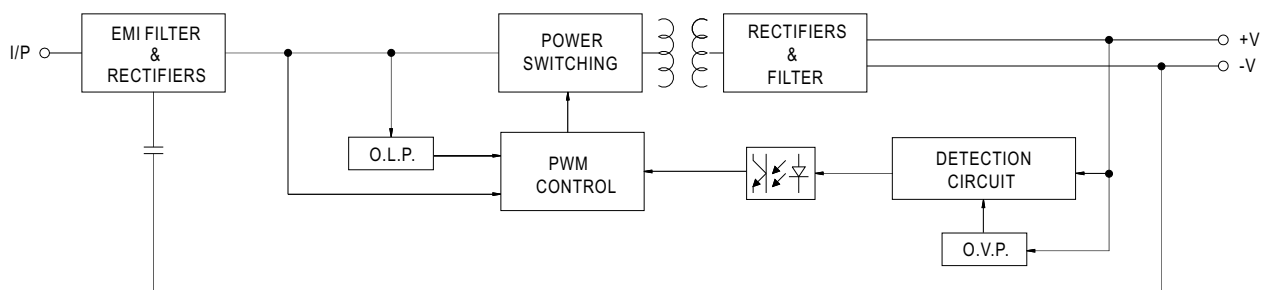 I/P
EMI FILTER
&
RECTIFIERS
POWER
SWITCHING
RECTIFIERS
&
FILTER
+V
-V
O.L.P.
PWM
CONTROL
DETECTION
CIRCUIT
O.V.P.